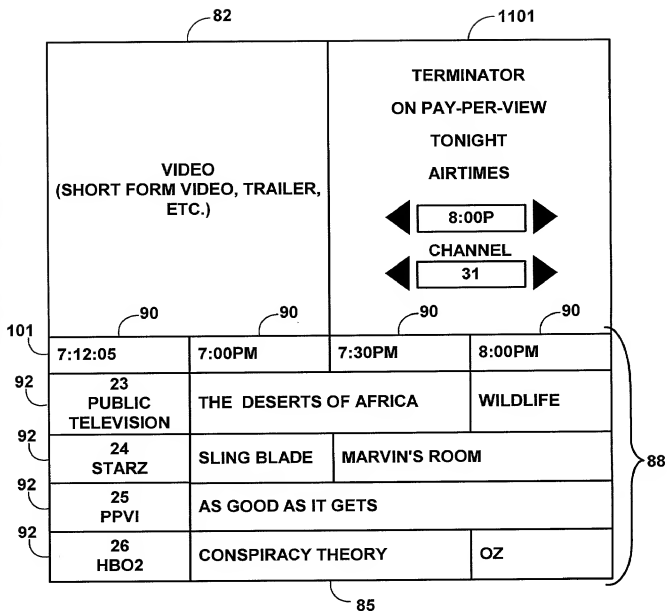 82
1101
VIDEO
(SHORT FORM VIDEO, TRAILER,
ETC.)
TERMINATOR
ON PAY-PER-VIEW
TONIGHT
AIRTIMES
8:00P
CHANNEL
31
90 90 90 90
101
7:12:05 7:00PM 7:30PM 8:00PM
92
23
PUBLIC
TELEVISION
THE DESERTS OF AFRICA
WILDLIFE
92
24
STARZ
SLING BLADE
MARVIN'S ROOM
88
92
25
PPVI
AS GOOD AS IT GETS
92
26
HBO2
CONSPIRACY THEORY
OZ
85